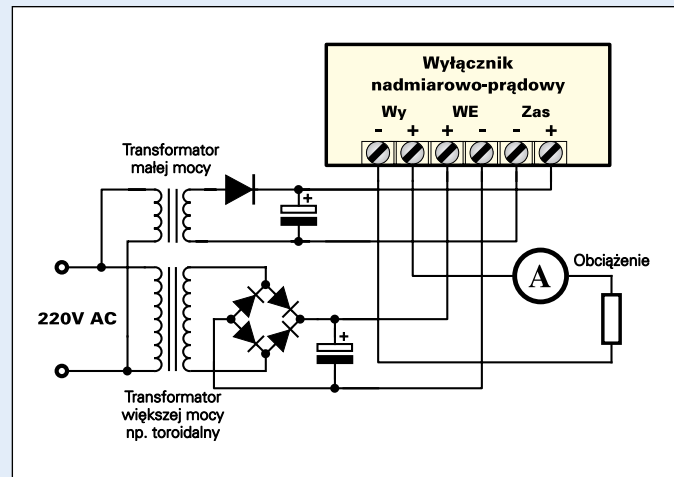 Wyłącznik
nadmiarowo-prądowy
Wy WE Zas
- + + - - +
Transformator
małej mocy
+
A
Obciążenie
220V AC
+
Transformator
większej mocy
np. toroidalny